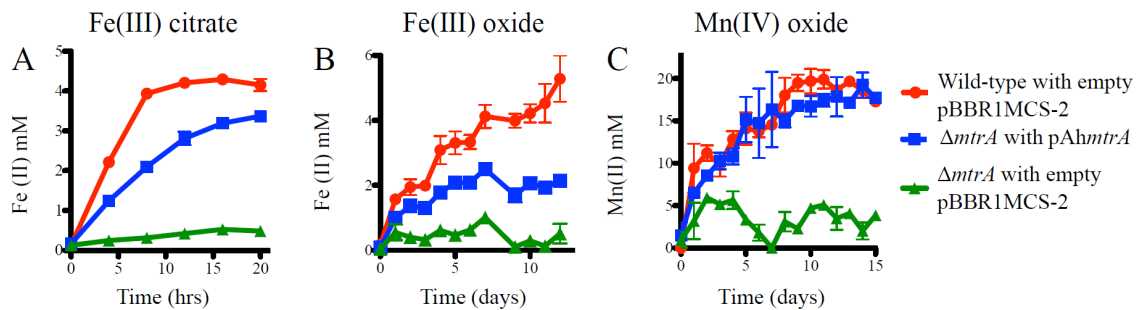 Fe(III) citrate
Fe(III) oxide
Mn(IV) oxide
A
B
C
5
4
3
2
1
0
Fe (II) mM
0
5
10
15
20
Time (hrs)
6
4
2
0
Fe (II) mM
0
5
10
Time (days)
20
15
10
5
0
Mn(II) mM
0
5
10
15
Time (days)
Wild-type with empty
pBBR1MCS-2
ΔmtrA with pAhmtrA
ΔmtrA with empty
pBBR1MCS-2